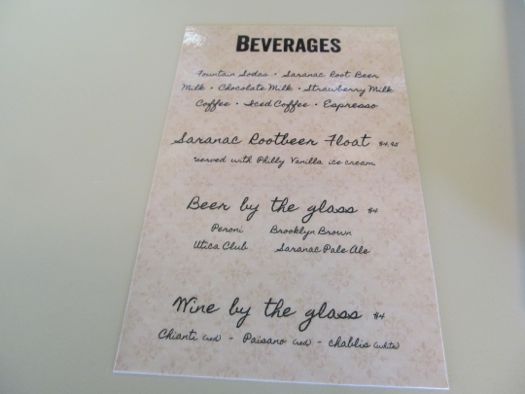 BEVERAGES
Fountain Sodas • Saranac Root Beer
Milk • Chocolate Milk • Strawberry Milk
Coffee • Iced Coffee • Espresso
Saranac Rootbeer Float $4.95
served with Philly Vanilla ice cream
Beer by the glass $4
Peroni Brooklyn Brown
Utica Club Saranac Pale Ale
Wine by the glass $4
Chianti (red) - Paisano (red) - chablis (white)